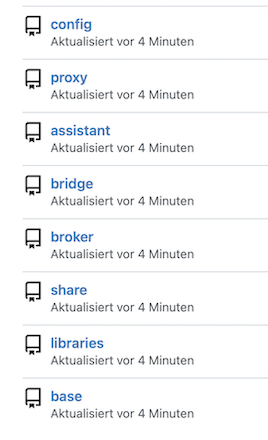 config
Aktualisiert vor 4 Minuten
proxy
Aktualisiert vor 4 Minuten
assistant
Aktualisiert vor 4 Minuten
bridge
Aktualisiert vor 4 Minuten
broker
Aktualisiert vor 4 Minuten
share
Aktualisiert vor 4 Minuten
libraries
Aktualisiert vor 4 Minuten
base
Aktualisiert vor 4 Minuten